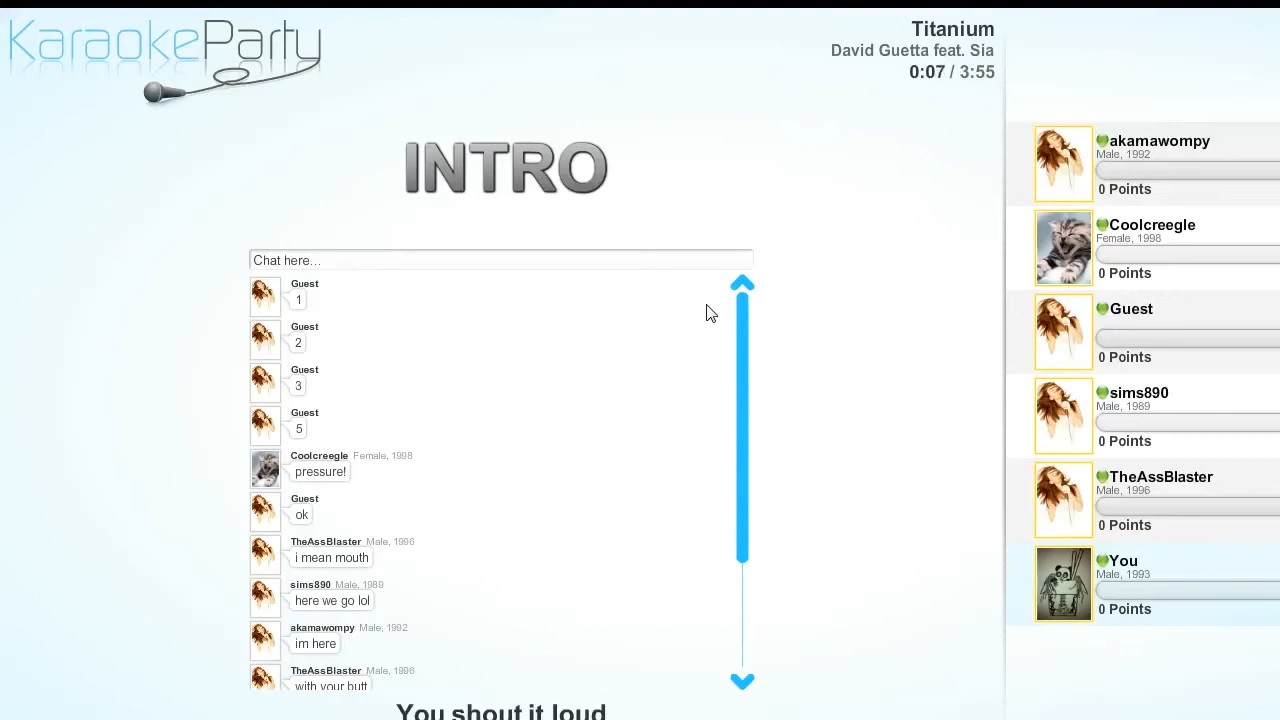 KaraokeParty
Titanium
David Guetta feat. Sia
0:07 / 3:55
INTRO
Chat here...
Guest
1
Guest
2
Guest
3
Guest
5
Coolcreegle Female, 1998
pressure!
Guest
ok
TheAssBlaster Male, 1996
i mean mouth
sims890 Male, 1989
here we go lol
akamawompy Male, 1992
im here
TheAssBlaster Male, 1996
with your butt
You shout it loud
akamawompy
Male, 1992
0 Points
Coolcreegle
Female, 1998
0 Points
Guest
0 Points
sims890
Male, 1989
0 Points
TheAssBlaster
Male, 1996
0 Points
You
Male, 1993
0 Points